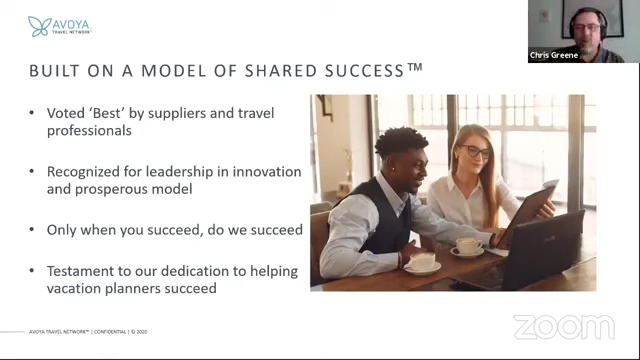 AVOYA
TRAVEL NETWORK™
Chris Greene
BUILT ON A MODEL OF SHARED SUCCESS™
• Voted ‘Best’ by suppliers and travel
professionals
• Recognized for leadership in innovation
and prosperous model
• Only when you succeed, do we succeed
• Testament to our dedication to helping
vacation planners succeed
AVOYA TRAVEL NETWORK™ | CONFIDENTIAL | © 2020
zoom